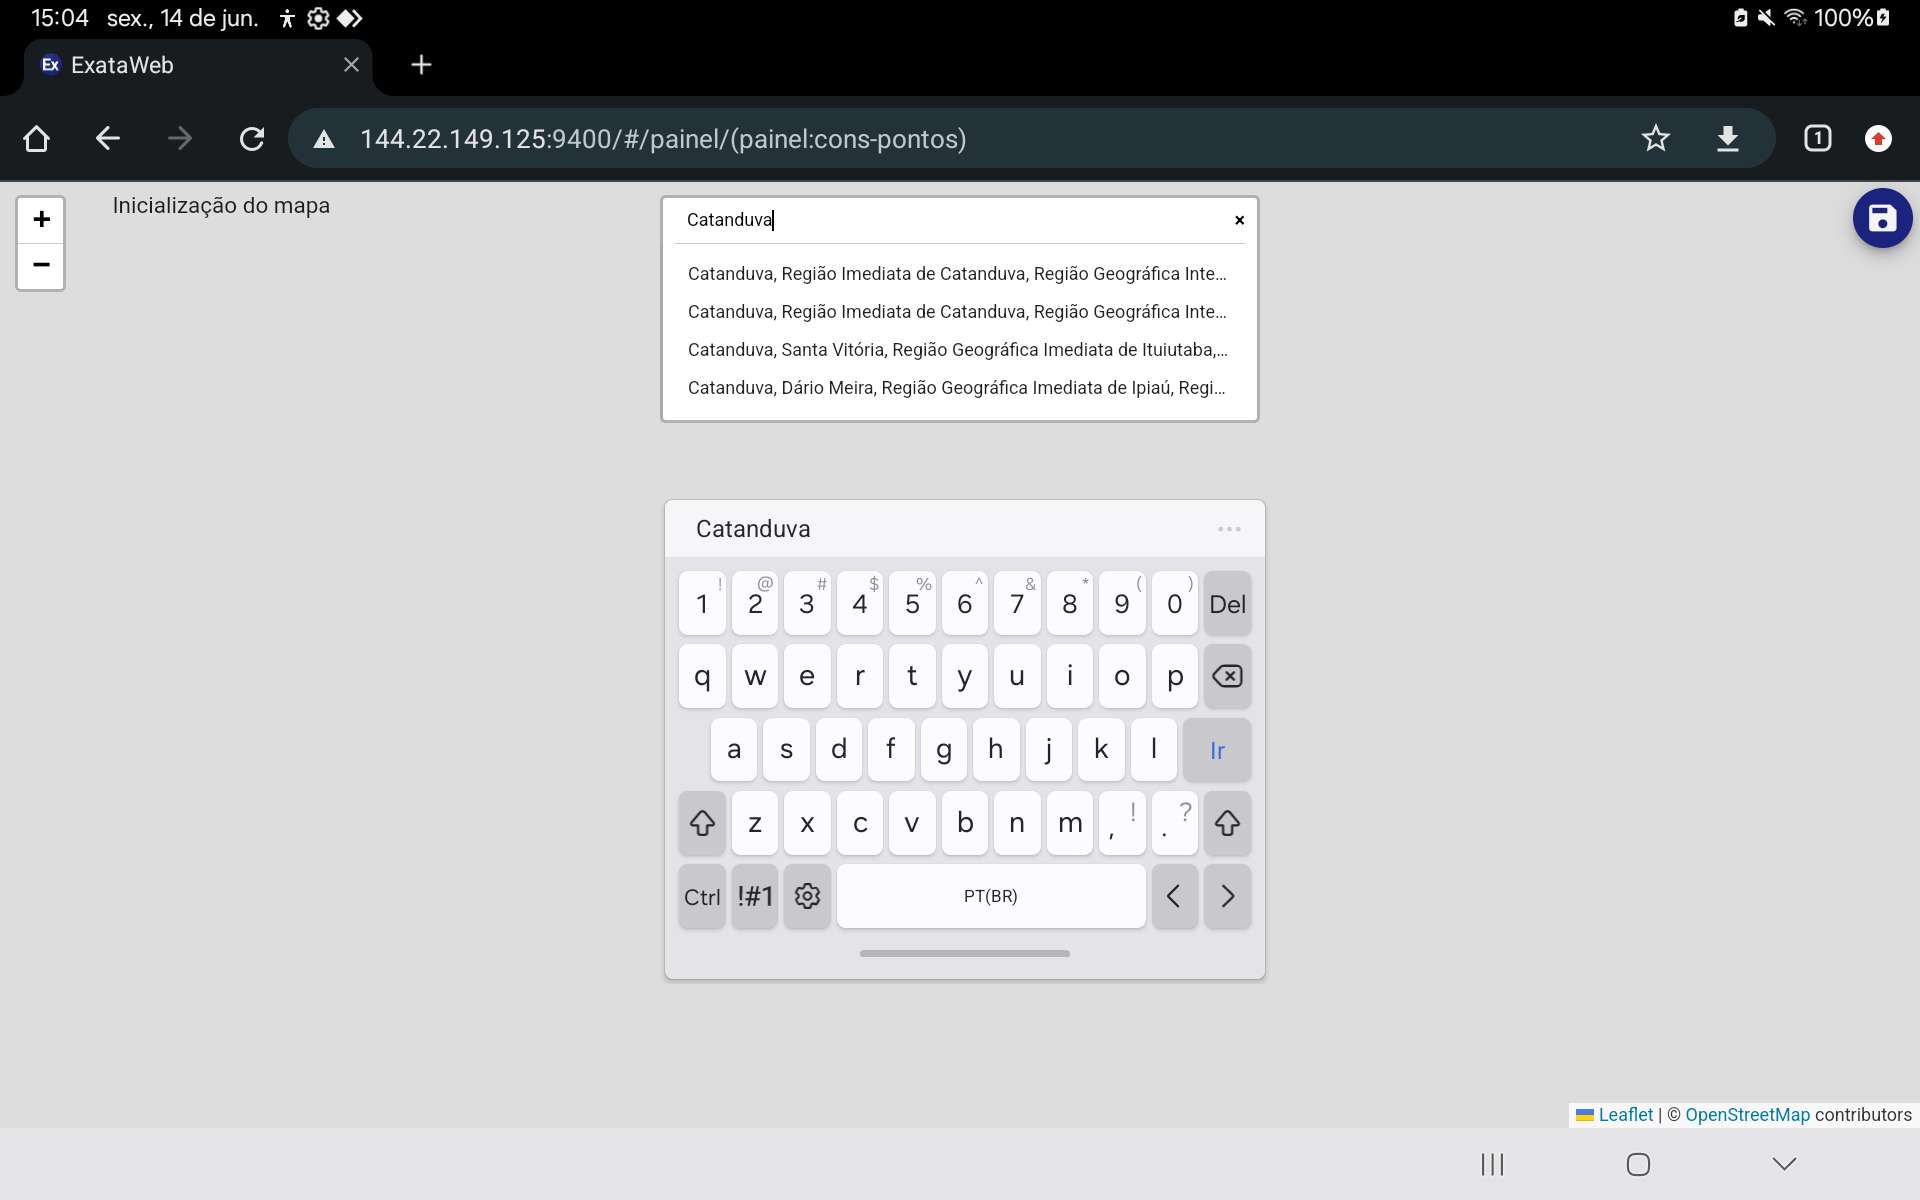 15:04 sex., 14 de jun. 100%
Ex ExataWeb
144.22.149.125:9400/#/painel/(painel:cons-pontos) 1
+ Inicialização do mapa
−
Catanduva ×
Catanduva, Região Imediata de Catanduva, Região Geográfica Inte...
Catanduva, Região Imediata de Catanduva, Região Geográfica Inte...
Catanduva, Santa Vitória, Região Geográfica Imediata de Ituiutaba,...
Catanduva, Dário Meira, Região Geográfica Imediata de Ipiaú, Regi...
Catanduva ...
! @ # $ % ^ & * ( )
1 2 3 4 5 6 7 8 9 0 Del
q w e r t y u i o p
a s d f g h j k l Ir
z x c v b n m , ! . ?
Ctrl !#1 PT(BR) < >
Leaflet | © OpenStreetMap contributors